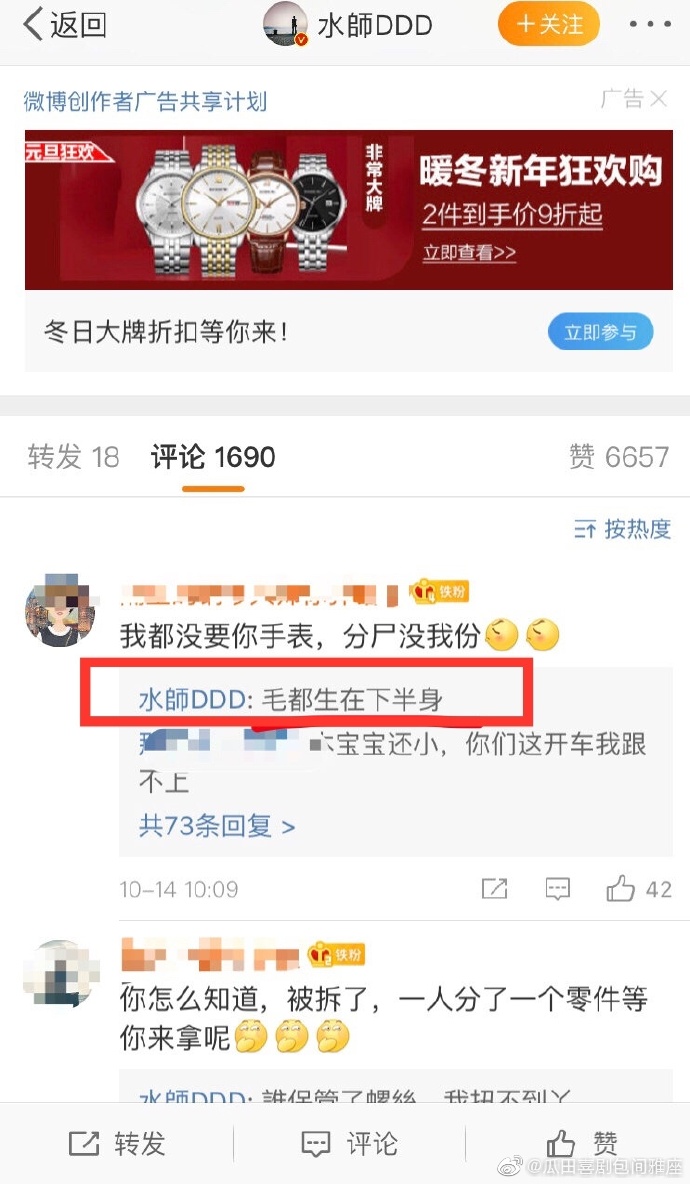 返回
水師DDD
+关注
微博创作者广告共享计划
广告
元旦狂欢
非常大牌
暖冬新年狂欢购
2件到手价9折起
立即查看>>
冬日大牌折扣等你来！
立即参与
转发 18
评论 1690
赞 6657
按热度
铁粉
我都没要你手表，分尸没我份
水師DDD: 毛都生在下半身
宝宝还小，你们这开车我跟
不上
共73条回复 >
10-14 10:09
42
铁粉
你怎么知道，被拆了，一人分了一个零件等
你来拿呢
水師DDD: 誰保管了螺絲，我扭不到丫
转发
评论
赞
@瓜田喜剧包间雅座